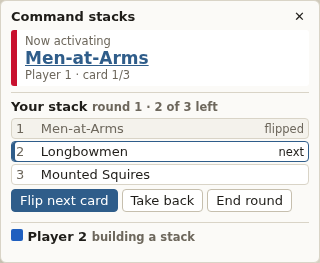 Command stacks ✕
Now activating
Men-at-Arms
Player 1 · card 1/3
Your stack round 1 · 2 of 3 left
1 Men-at-Arms flipped
2 Longbowmen next
3 Mounted Squires
Flip next card Take back End round
Player 2 building a stack